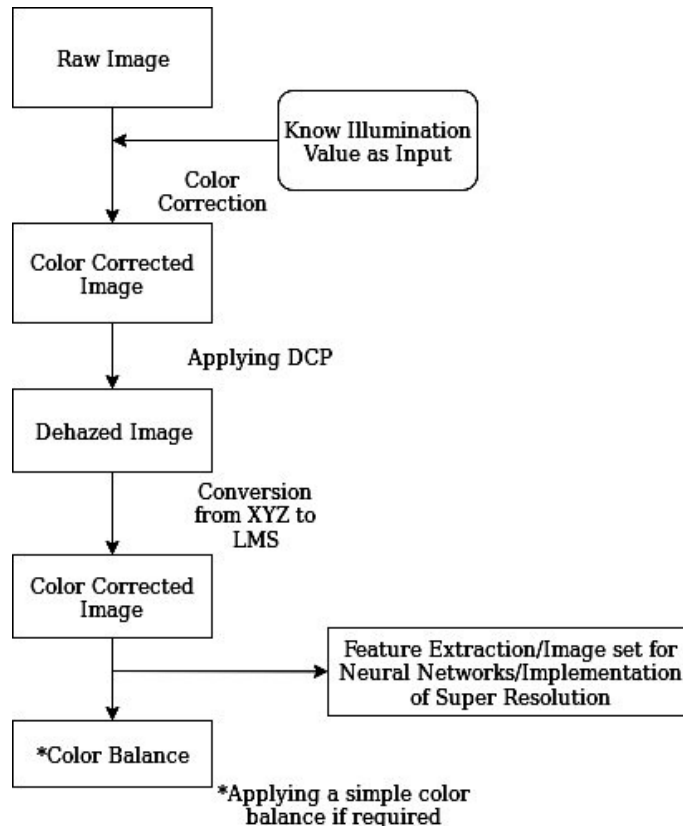 Raw Image
Know Illumination
Value as Input
Color
Correction
Color Corrected
Image
Applying DCP
Dehazed Image
Conversion
from XYZ to
LMS
Color Corrected
Image
Feature Extraction/Image set for
Neural Networks/Implementation
of Super Resolution
*Color Balance
*Applying a simple color
balance if required